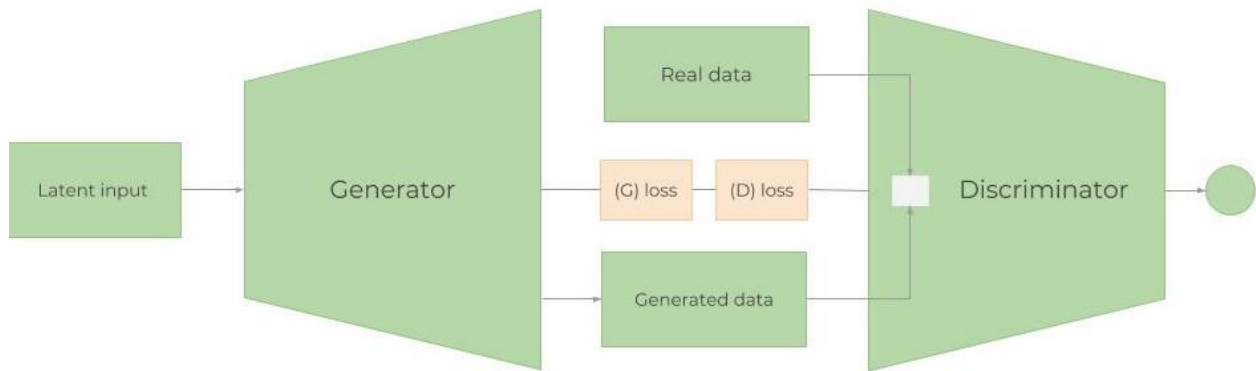 Latent input
Generator
Real data
(G) loss
(D) loss
Generated data
Discriminator